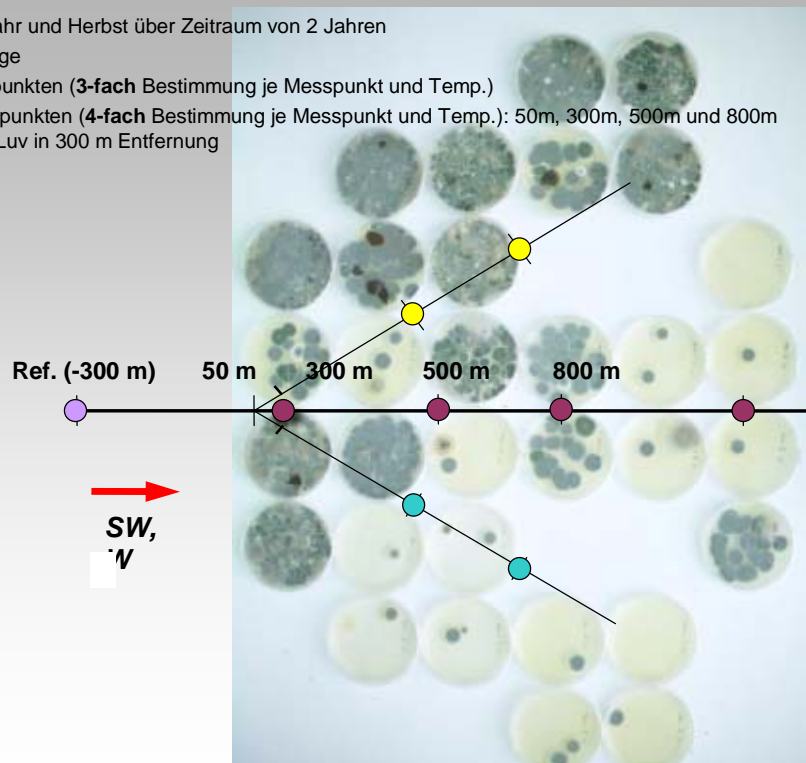 ahr und Herbst über Zeitraum von 2 Jahren
ge
punkten (3-fach Bestimmung je Messpunkt und Temp.)
punkten (4-fach Bestimmung je Messpunkt und Temp.): 50m, 300m, 500m und 800m
Luv in 300 m Entfernung
Ref. (-300 m) 50 m 300 m 500 m 800 m
SW,
W